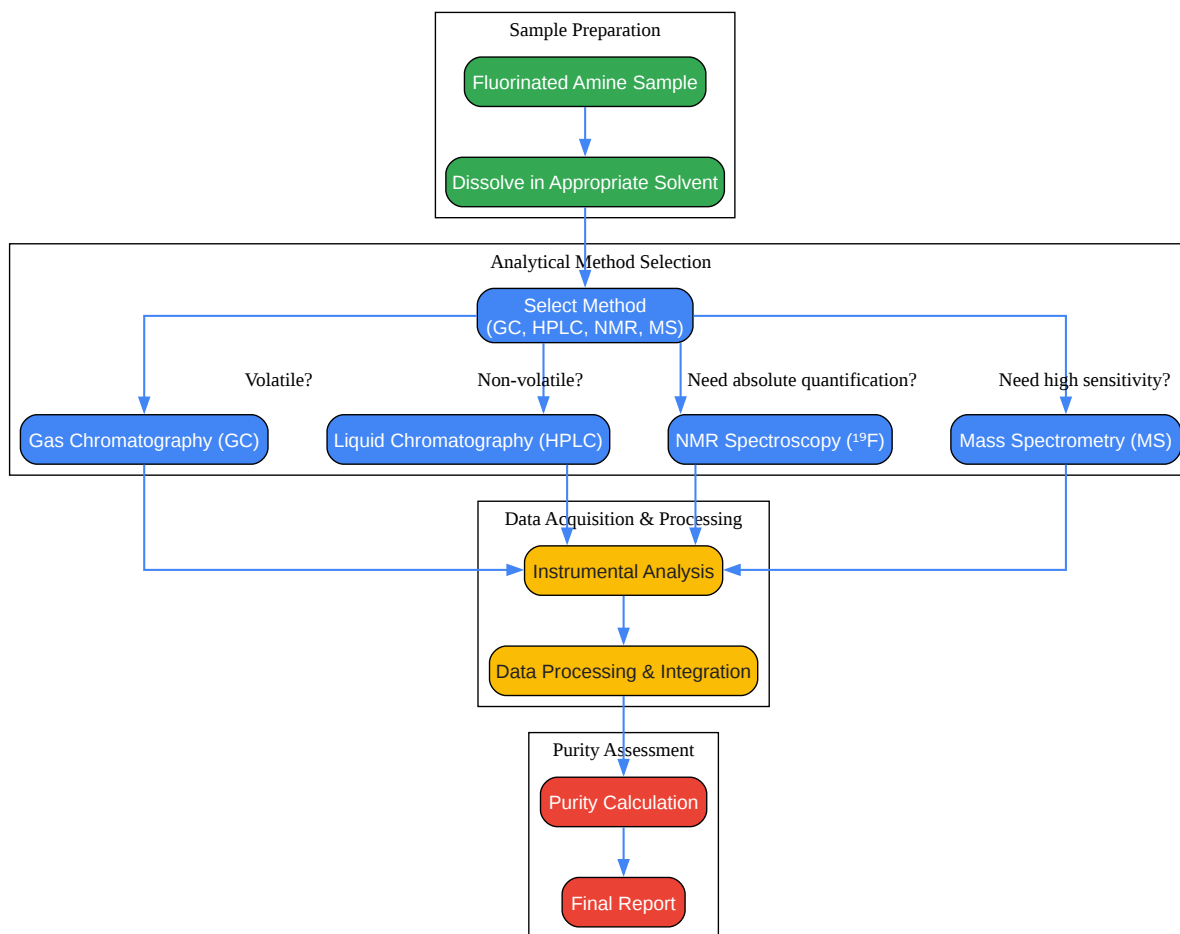 Sample Preparation
Fluorinated Amine Sample
Dissolve in Appropriate Solvent
Analytical Method Selection
Select Method
(GC, HPLC, NMR, MS)
Volatile?
Non-volatile?
Need absolute quantification?
Need high sensitivity?
Gas Chromatography (GC)
Liquid Chromatography (HPLC)
NMR Spectroscopy (¹⁹F)
Mass Spectrometry (MS)
Data Acquisition & Processing
Instrumental Analysis
Data Processing & Integration
Purity Assessment
Purity Calculation
Final Report